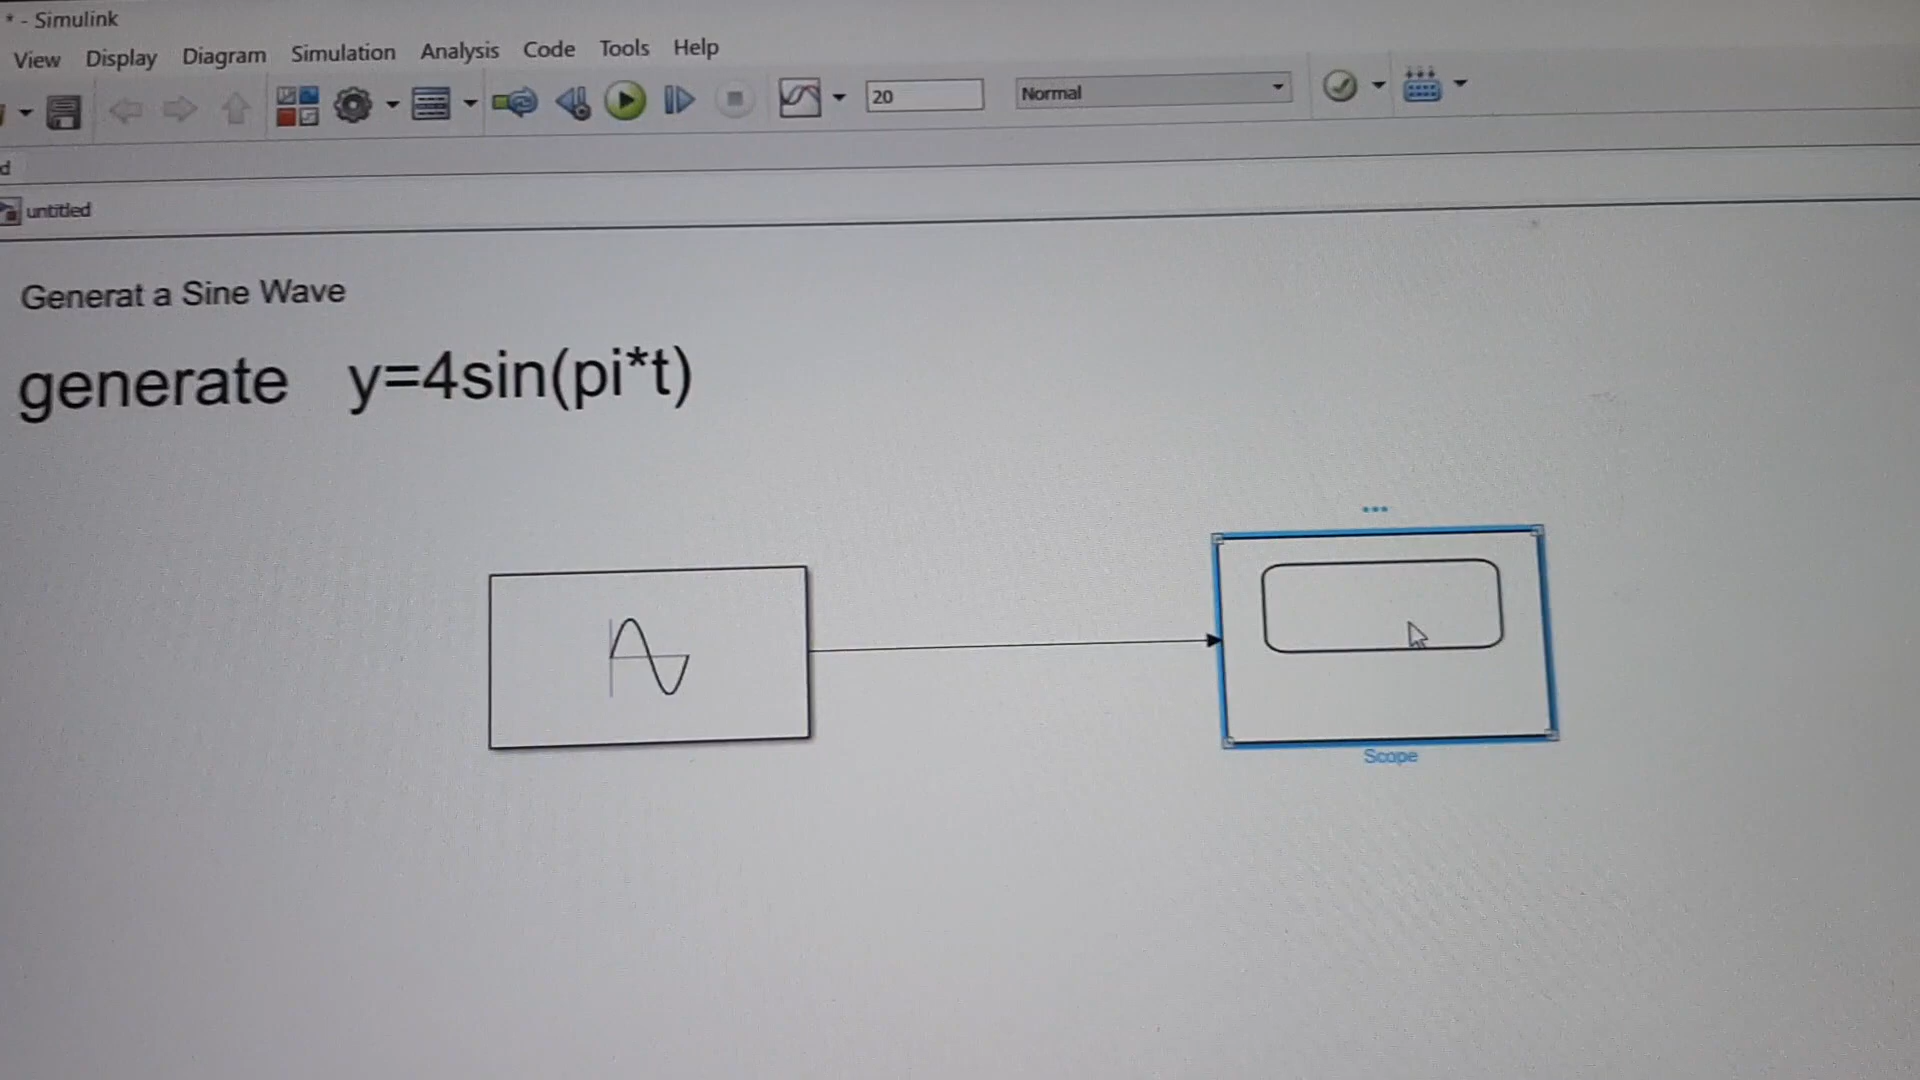 * - Simulink
View Display Diagram Simulation Analysis Code Tools Help
20 Normal
d
untitled
Generat a Sine Wave
generate y=4sin(pi*t)
Scope